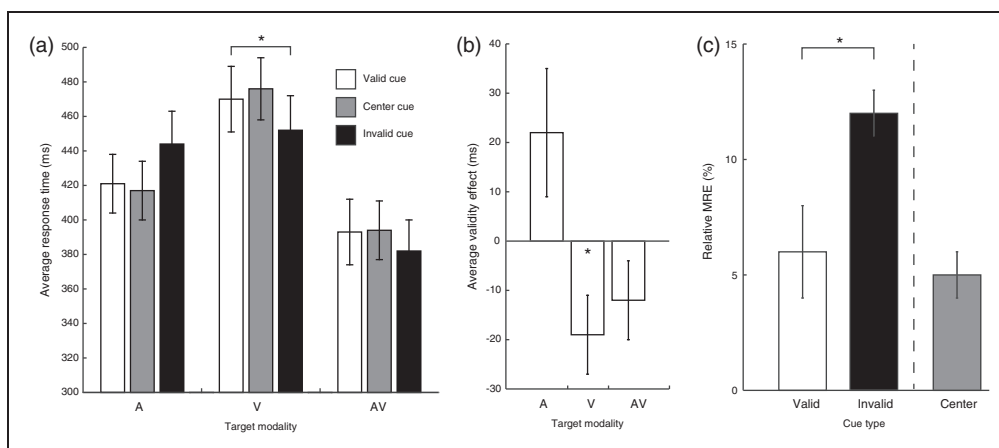 (a)
500
480
460
440
420
400
380
360
340
320
300
Average response time (ms)
*
Valid cue
Center cue
Invalid cue
A
V
AV
Target modality
(b)
40
30
20
10
0
-10
-20
-30
Average validity effect (ms)
*
A
V
AV
Target modality
(c)
15
10
5
0
Relative MRE (%)
*
Valid
Invalid
Center
Cue type